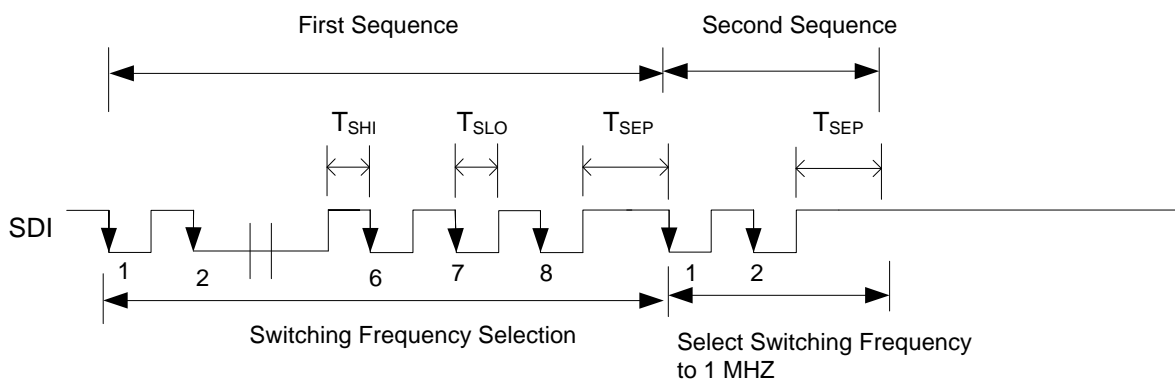 First Sequence
Second Sequence
TSHI
TSLO
TSEP
TSEP
SDI
1
2
6
7
8
1
2
Switching Frequency Selection
Select Switching Frequency
to 1 MHZ